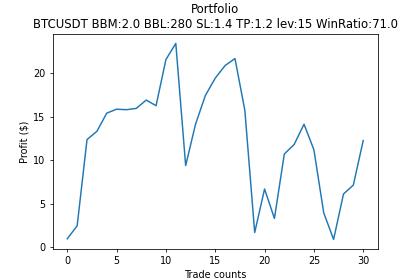 Portfolio
BTCUSDT BBM:2.0 BBL:280 SL:1.4 TP:1.2 lev:15 WinRatio:71.0
20
15
10
5
0
Profit ($)
0 5 10 15 20 25 30
Trade counts